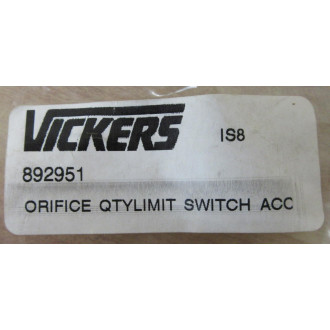 VICKERS
IS8
892951
ORIFICE QTYLIMIT SWITCH ACC